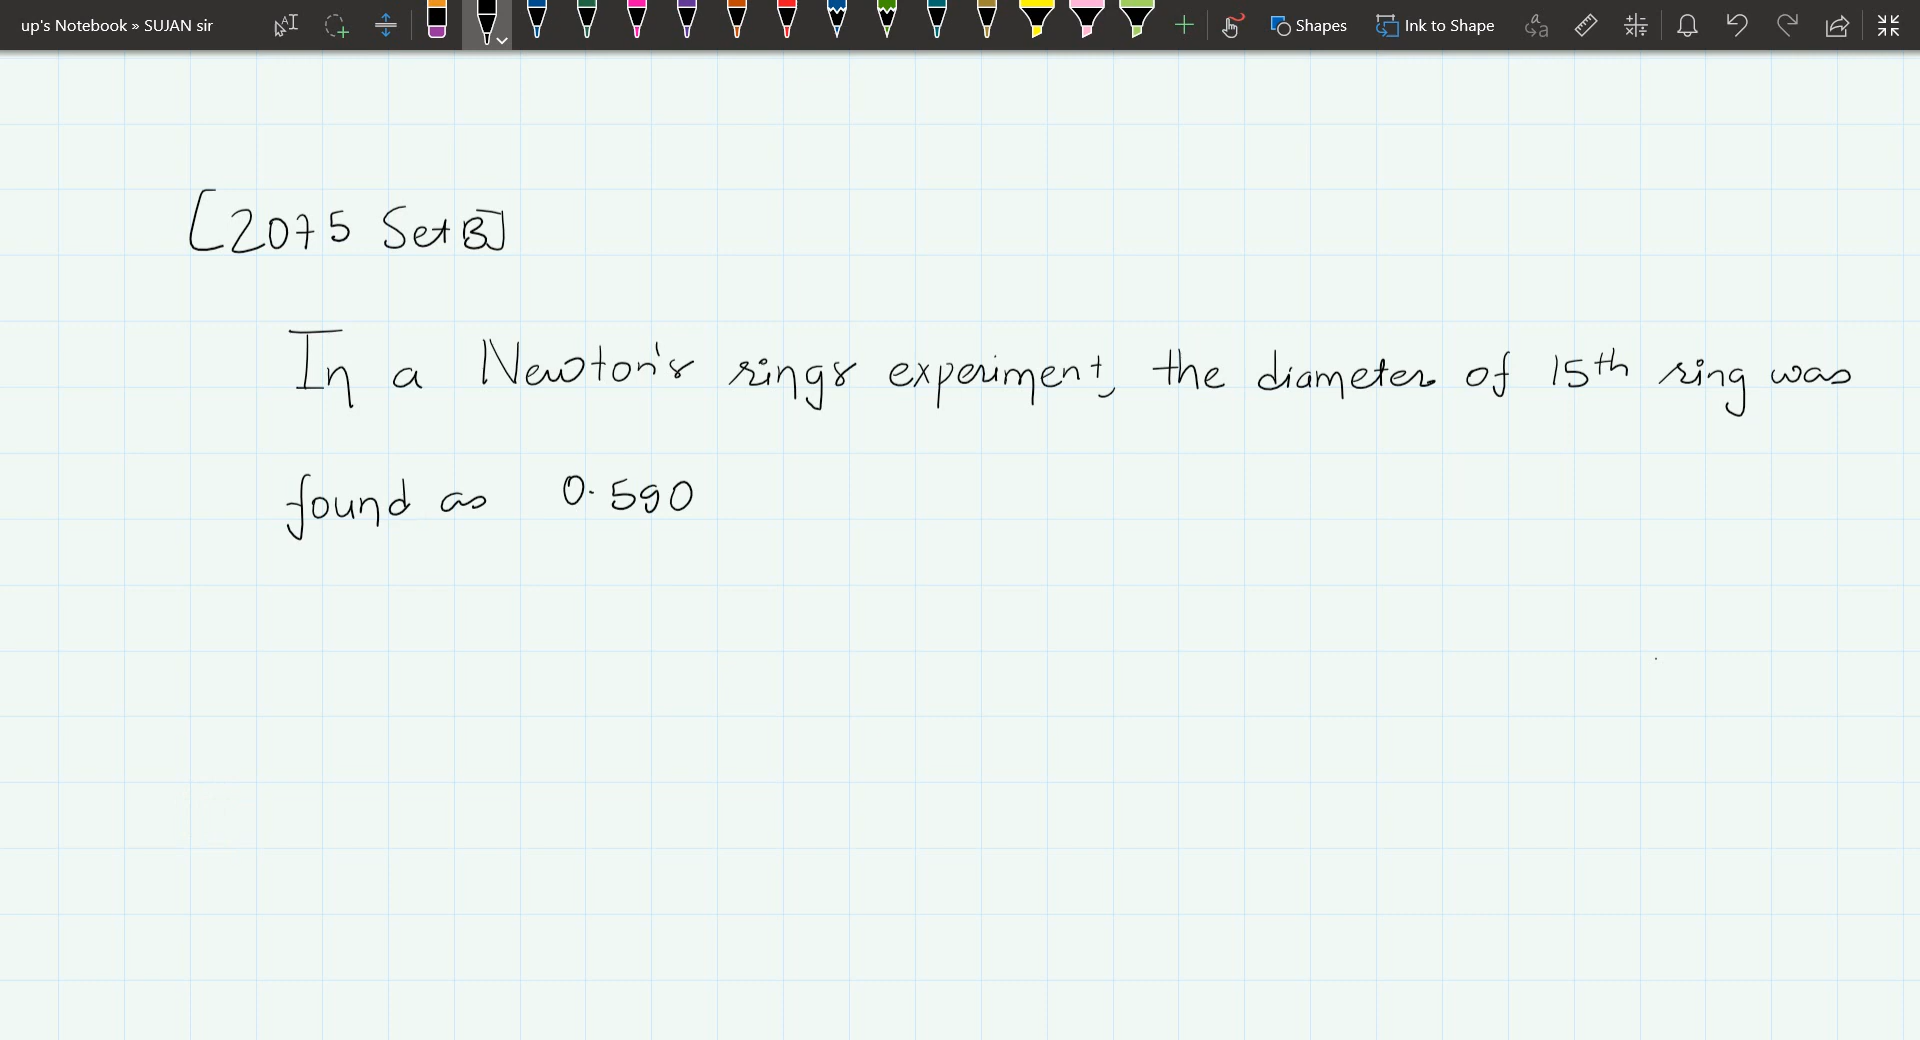 up's Notebook » SUJAN sir Shapes Ink to Shape
[2075 Set B]
In a Newton's rings experiment, the diameter of 15th ring was
found as 0.590